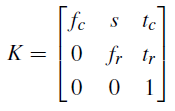 f_c s t_c
K = 0 f_r t_r
0 0 1